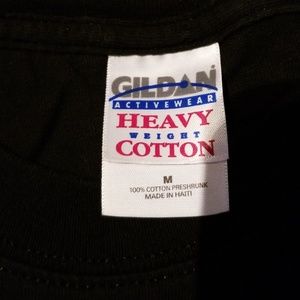 GILDAN
ACTIVEWEAR
HEAVY
WEIGHT
COTTON
M
100% COTTON PRESHRUNK
MADE IN HAITI